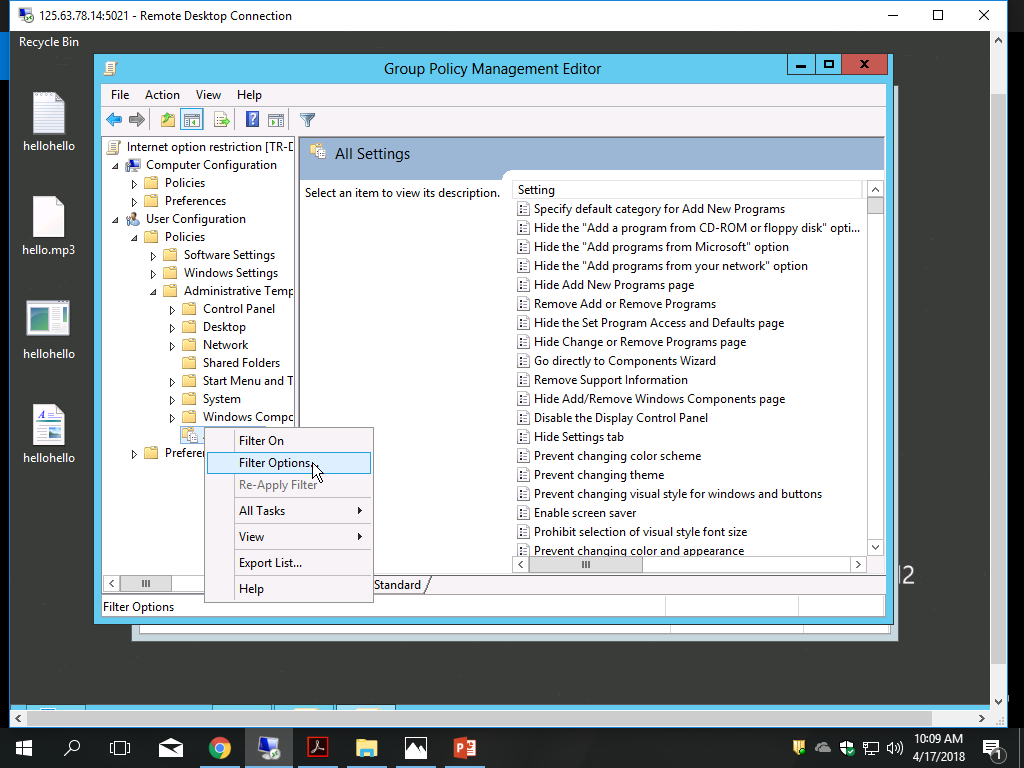 125.63.78.14:5021 - Remote Desktop Connection
Recycle Bin
hellohello
hello.mp3
hellohello
hellohello
Group Policy Management Editor
File Action View Help
Internet option restriction [TR-D
Computer Configuration
Policies
Preferences
User Configuration
Policies
Software Settings
Windows Settings
Administrative Temp
Control Panel
Desktop
Network
Shared Folders
Start Menu and T
System
Windows Compo
Prefere
All Settings
Select an item to view its description.
Setting
Specify default category for Add New Programs
Hide the "Add a program from CD-ROM or floppy disk" opti...
Hide the "Add programs from Microsoft" option
Hide the "Add programs from your network" option
Hide Add New Programs page
Remove Add or Remove Programs
Hide the Set Program Access and Defaults page
Hide Change or Remove Programs page
Go directly to Components Wizard
Remove Support Information
Hide Add/Remove Windows Components page
Disable the Display Control Panel
Hide Settings tab
Prevent changing color scheme
Prevent changing theme
Prevent changing visual style for windows and buttons
Enable screen saver
Prohibit selection of visual style font size
Prevent changing color and appearance
Filter On
Filter Options...
Re-Apply Filter
All Tasks
View
Export List...
Help
Standard
Filter Options
12
10:09 AM
4/17/2018
1